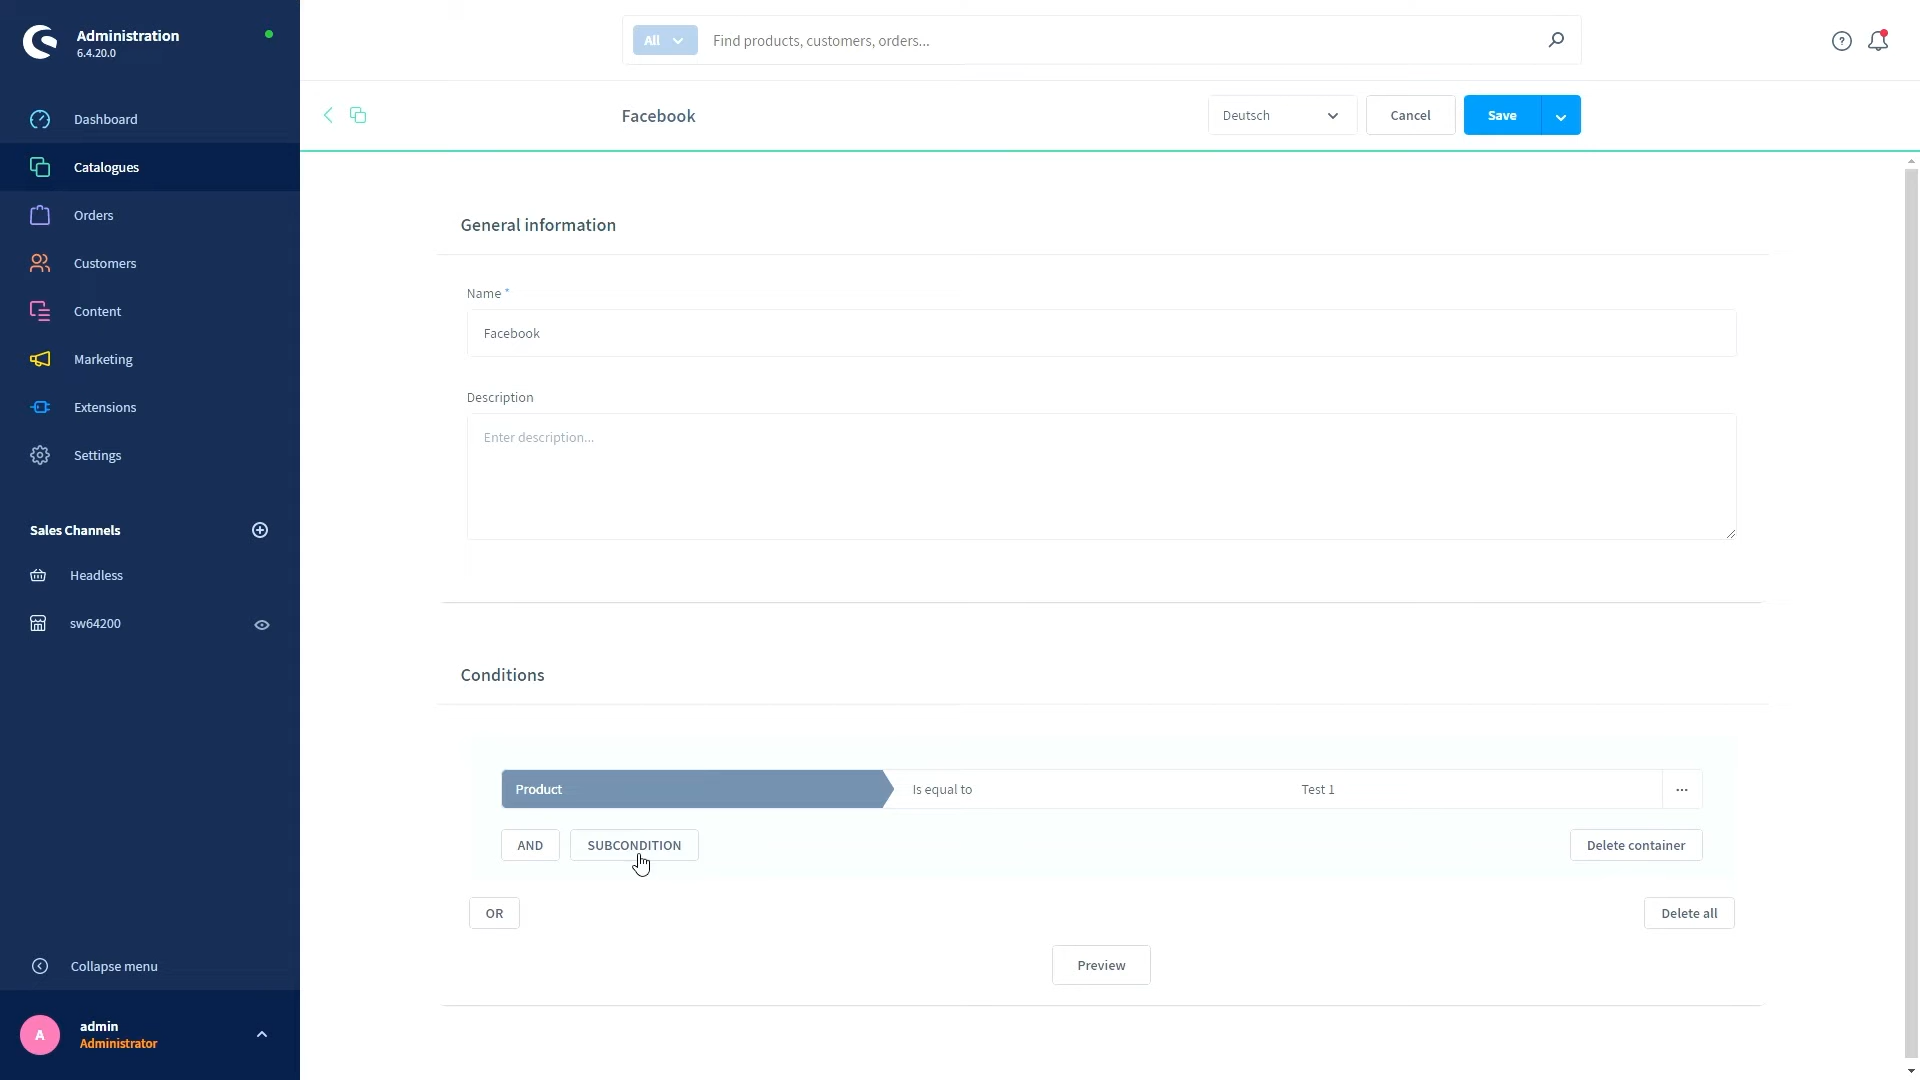 Administration
6.4.20.0
All
Find products, customers, orders...
Facebook
Deutsch
Cancel
Save
Dashboard
Catalogues
Orders
Customers
Content
Marketing
Extensions
Settings
Sales Channels
Headless
sw64200
Collapse menu
A
admin
Administrator
General information
Name *
Facebook
Description
Enter description...
Conditions
Product
Is equal to
Test 1
...
AND
SUBCONDITION
Delete container
OR
Delete all
Preview